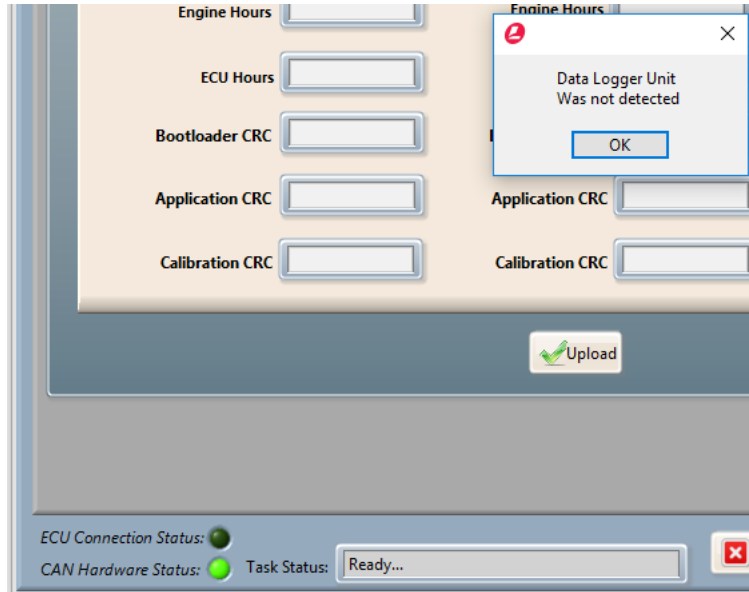 Engine Hours
Engine Hours
Data Logger Unit
Was not detected
OK
ECU Hours
Bootloader CRC
Application CRC
Application CRC
Calibration CRC
Calibration CRC
Upload
ECU Connection Status:
CAN Hardware Status:
Task Status:
Ready...